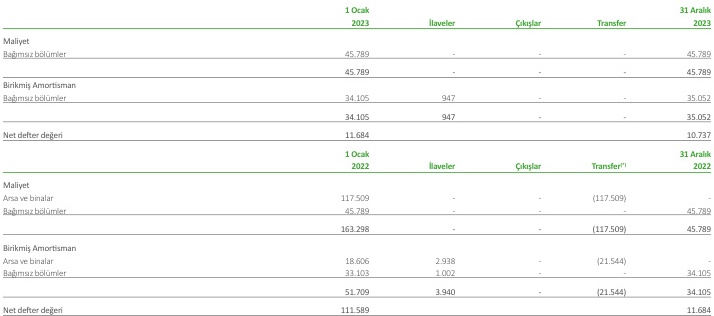 1 Ocak 31 Aralık
2023 İlaveler Çıkışlar Transfer 2023
Maliyet
Bağımsız bölümler 45.789 - - - 45.789
45.789 - - - 45.789
Birikmiş Amortisman
Bağımsız bölümler 34.105 947 - - 35.052
34.105 947 - - 35.052
Net defter değeri 11.684 10.737
1 Ocak 31 Aralık
2022 İlaveler Çıkışlar Transfer(*) 2022
Maliyet
Arsa ve binalar 117.509 - - (117.509) -
Bağımsız bölümler 45.789 - - - 45.789
163.298 - - (117.509) 45.789
Birikmiş Amortisman
Arsa ve binalar 18.606 2.938 - (21.544) -
Bağımsız bölümler 33.103 1.002 - - 34.105
51.709 3.940 - (21.544) 34.105
Net defter değeri 111.589 11.684